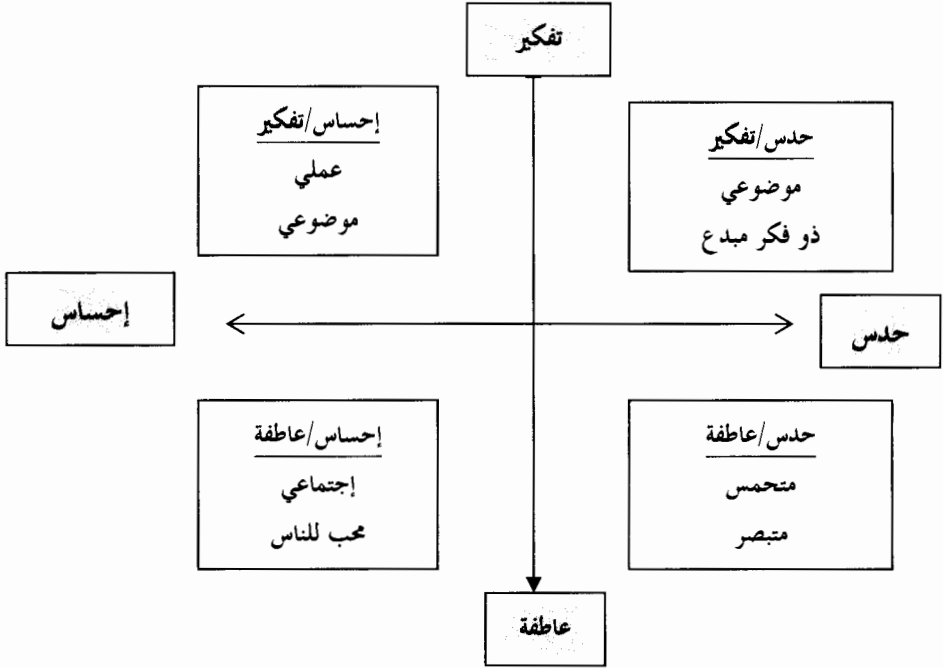 تفكير
حدس/تفكير
موضوعي
ذو فكر مبدع
إحساس/تفكير
عملي
موضوعي
حدس
إحساس
حدس/عاطفة
متحمس
متبصر
إحساس/عاطفة
إجتماعي
محب للناس
عاطفة